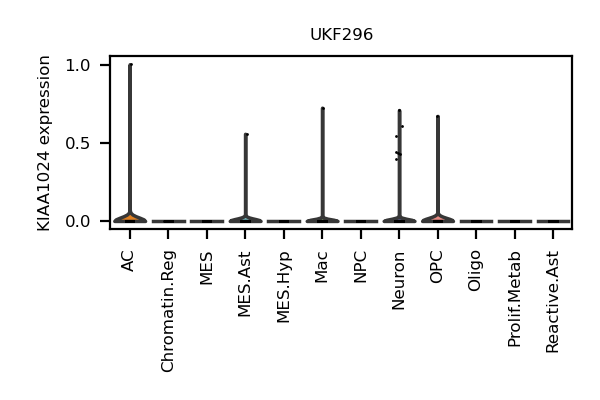 UKF296
KIAA1024 expression
1.0
0.5
0.0
AC
Chromatin.Reg
MES
MES.Ast
MES.Hyp
Mac
NPC
Neuron
OPC
Oligo
Prolif.Metab
Reactive.Ast